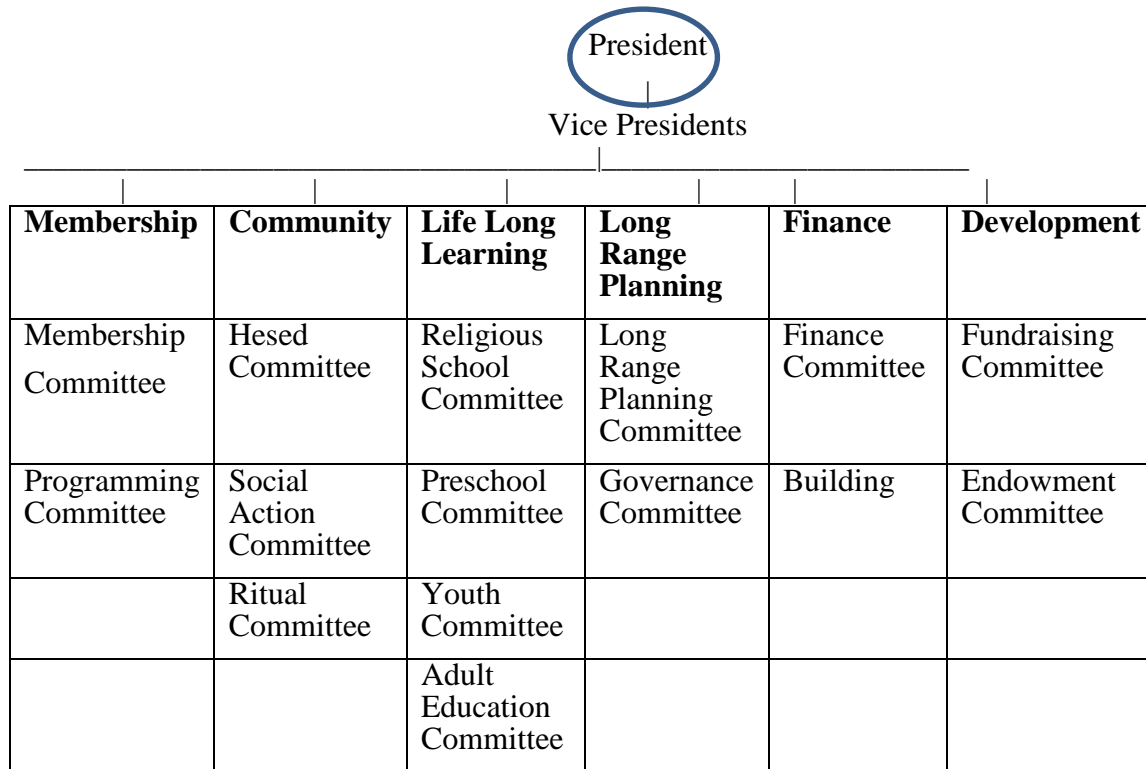 President
Vice Presidents
Membership
Community
Life Long
Learning
Long
Range
Planning
Finance
Development
Membership
Committee
Hesed
Committee
Religious
School
Committee
Long
Range
Planning
Committee
Finance
Committee
Fundraising
Committee
Programming
Committee
Social
Action
Committee
Preschool
Committee
Governance
Committee
Building
Endowment
Committee
Ritual
Committee
Youth
Committee
Adult
Education
Committee